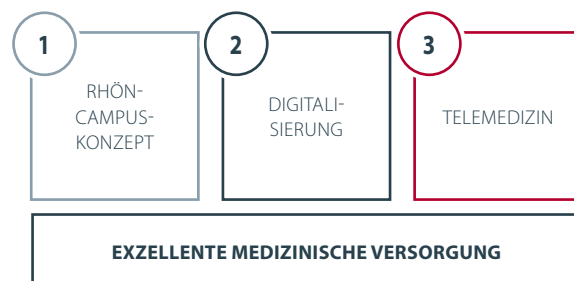 1
RHÖN-
CAMPUS-
KONZEPT
2
DIGITALI-
SIERUNG
3
TELEMEDIZIN
EXZELLENTE MEDIZINISCHE VERSORGUNG